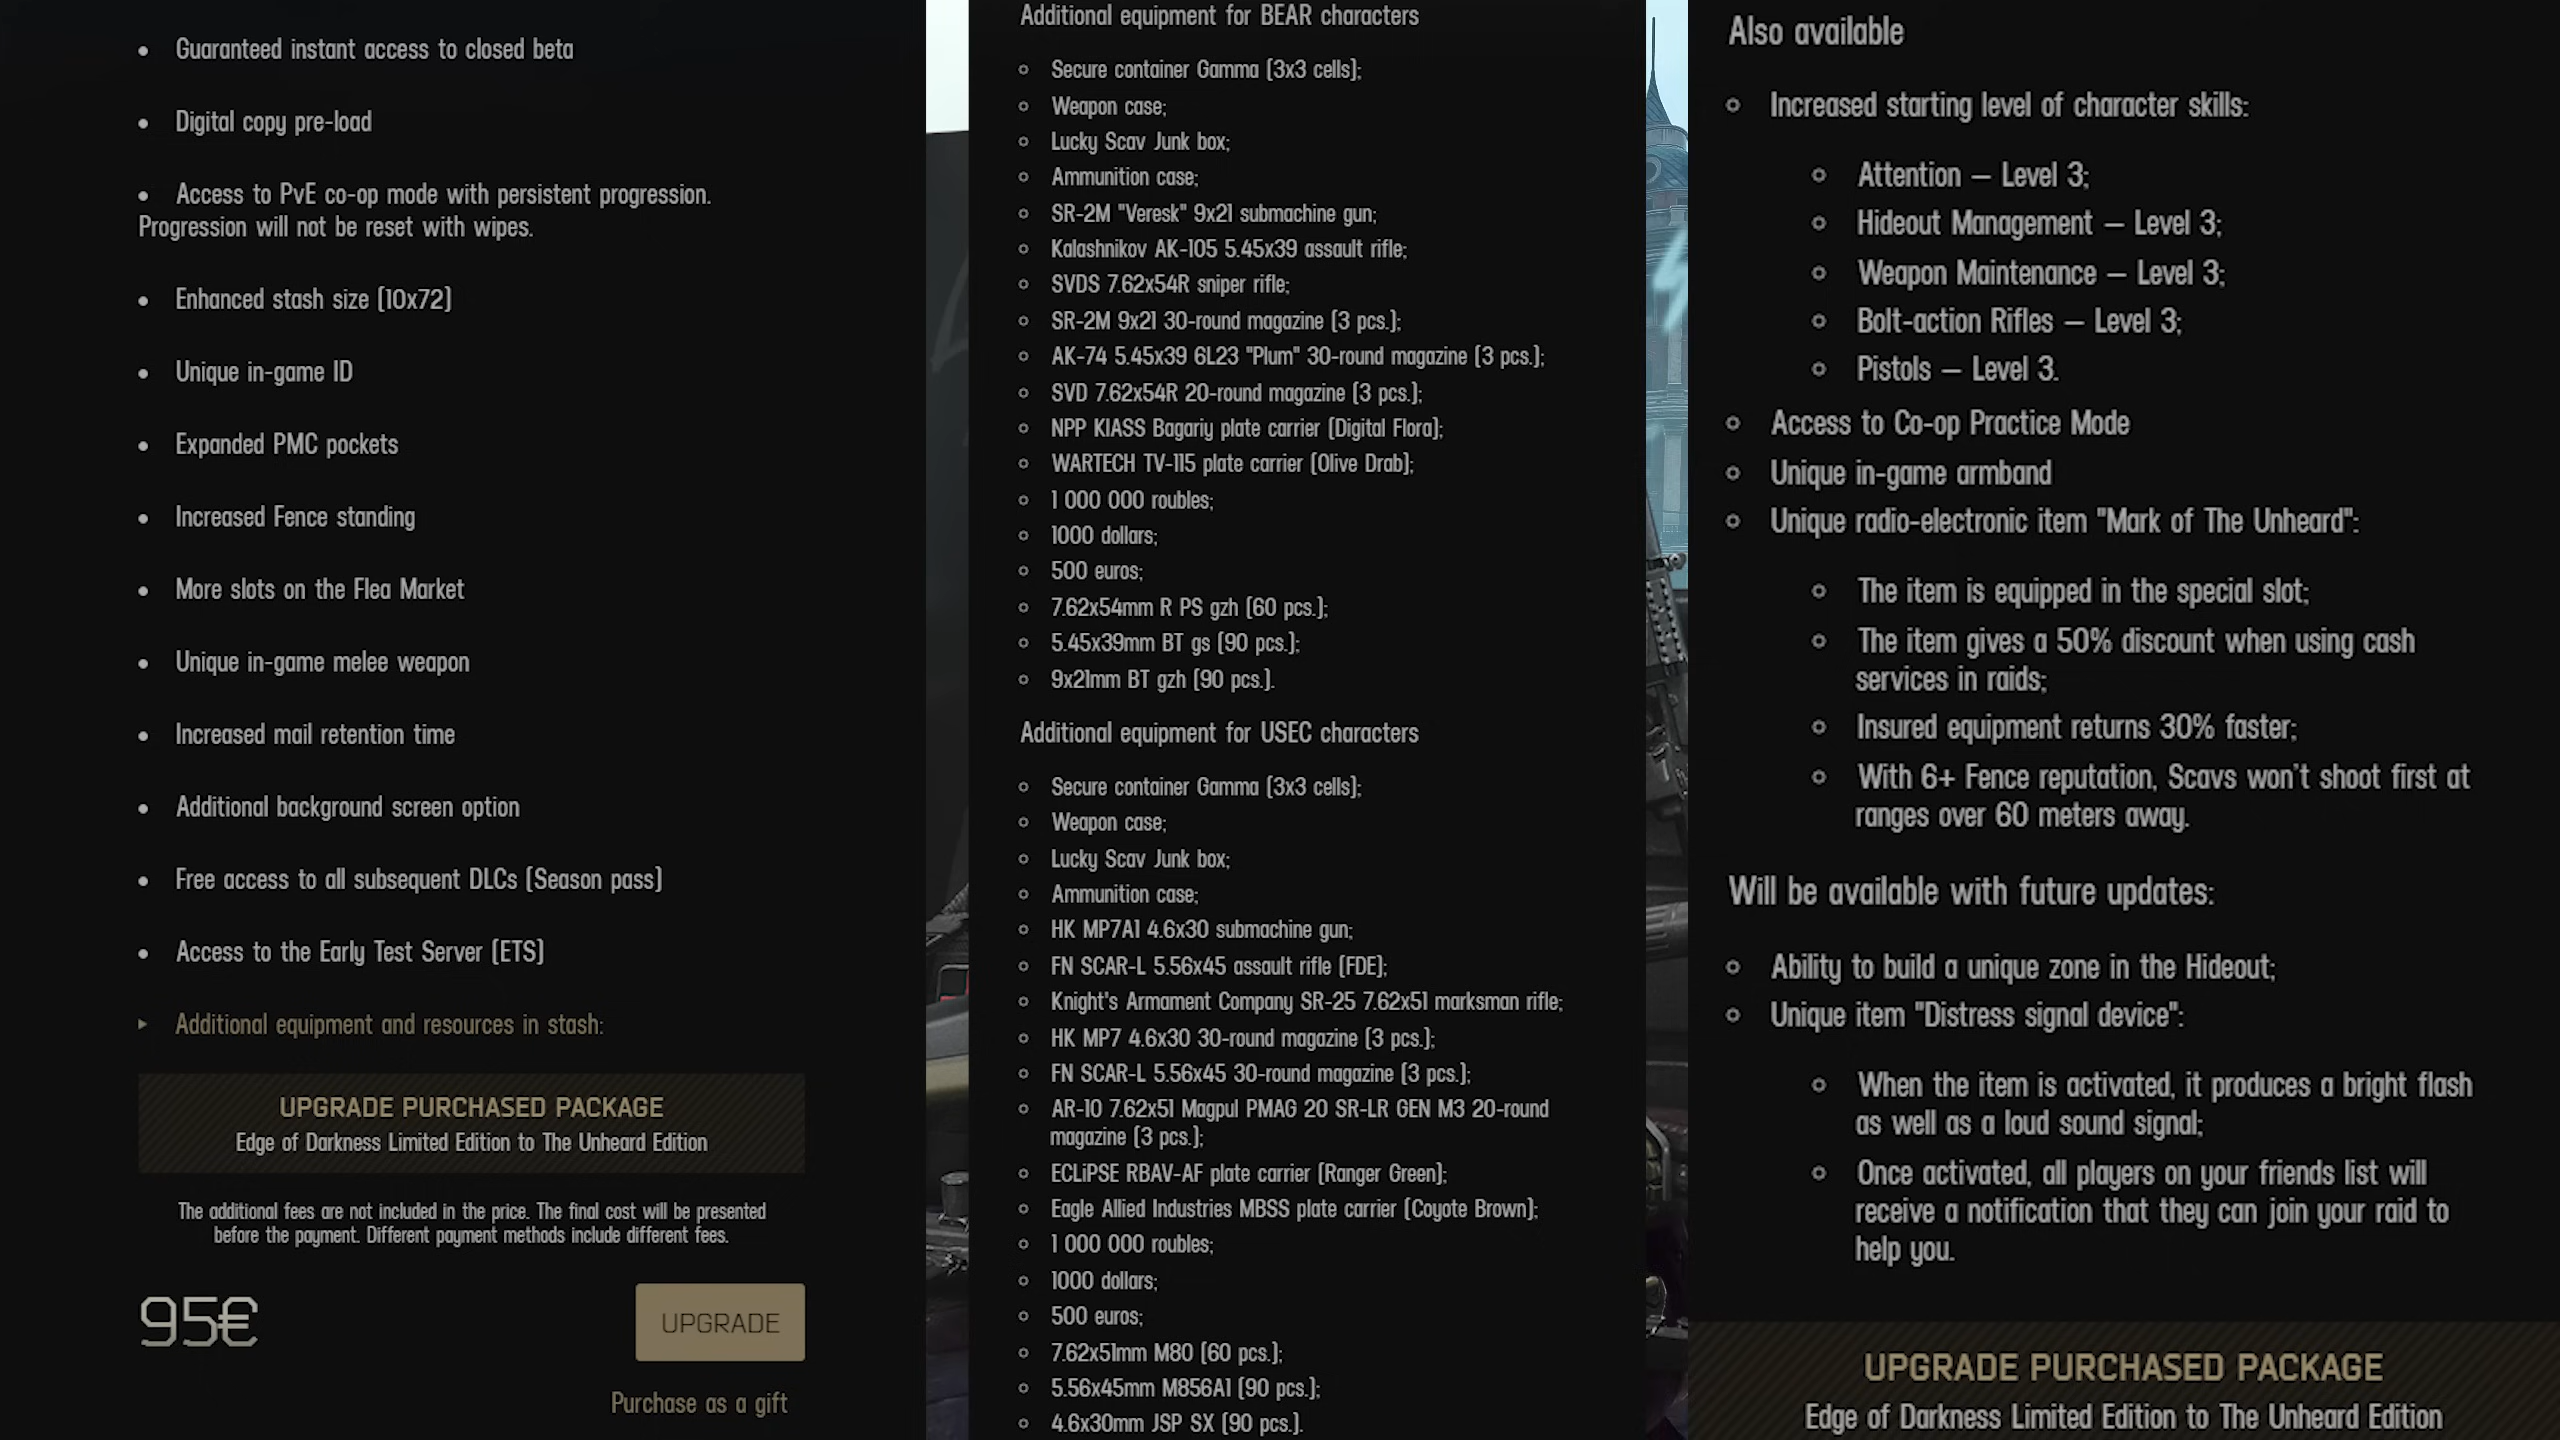 Guaranteed instant access to closed beta
Digital copy pre-load
Access to PvE co-op mode with persistent progression.
Progression will not be reset with wipes.
Enhanced stash size (10x72)
Unique in-game ID
Expanded PMC pockets
Increased Fence standing
More slots on the Flea Market
Unique in-game melee weapon
Increased mail retention time
Additional background screen option
Free access to all subsequent DLCs (Season pass)
Access to the Early Test Server (ETS)
Additional equipment and resources in stash:
UPGRADE PURCHASED PACKAGE
Edge of Darkness Limited Edition to The Unheard Edition
The additional fees are not included in the price. The final cost will be presented
before the payment. Different payment methods include different fees.
95€
UPGRADE
Purchase as a gift
Additional equipment for BEAR characters
Secure container Gamma (3x3 cells);
Weapon case;
Lucky Scav Junk box;
Ammunition case;
SR-2M "Veresk" 9x21 submachine gun;
Kalashnikov AK-105 5.45x39 assault rifle;
SVDS 7.62x54R sniper rifle;
SR-2M 9x21 30-round magazine (3 pcs.);
AK-74 5.45x39 6L23 "Plum" 30-round magazine (3 pcs.);
SVD 7.62x54R 20-round magazine (3 pcs.);
NPP KlASS Bagariy plate carrier (Digital Flora);
WARTECH TV-115 plate carrier (Olive Drab);
1 000 000 roubles;
1000 dollars;
500 euros;
7.62x54mm R PS gzh (60 pcs.);
5.45x39mm BT gs (90 pcs.);
9x21mm BT gzh (90 pcs.).
Additional equipment for USEC characters
Secure container Gamma (3x3 cells);
Weapon case;
Lucky Scav Junk box;
Ammunition case;
HK MP7A1 4.6x30 submachine gun;
FN SCAR-L 5.56x45 assault rifle (FDE);
Knight's Armament Company SR-25 7.62x51 marksman rifle;
HK MP7 4.6x30 30-round magazine (3 pcs.);
FN SCAR-L 5.56x45 30-round magazine (3 pcs.);
AR-10 7.62x51 Magpul PMAG 20 SR-LR GEN M3 20-round
magazine (3 pcs.);
ECLiPSE RBAV-AF plate carrier (Ranger Green);
Eagle Allied Industries MBSS plate carrier (Coyote Brown);
1 000 000 roubles;
1000 dollars;
500 euros;
7.62x51mm M80 (60 pcs.);
5.56x45mm M856A1 (90 pcs.);
4.6x30mm JSP SX (90 pcs.).
Also available
Increased starting level of character skills:
Attention – Level 3;
Hideout Management – Level 3;
Weapon Maintenance – Level 3;
Bolt-action Rifles – Level 3;
Pistols – Level 3.
Access to Co-op Practice Mode
Unique in-game armband
Unique radio-electronic item "Mark of The Unheard":
The item is equipped in the special slot;
The item gives a 50% discount when using cash
services in raids;
Insured equipment returns 30% faster;
With 6+ Fence reputation, Scavs won't shoot first at
ranges over 60 meters away.
Will be available with future updates:
Ability to build a unique zone in the Hideout;
Unique item "Distress signal device":
When the item is activated, it produces a bright flash
as well as a loud sound signal;
Once activated, all players on your friends list will
receive a notification that they can join your raid to
help you.
UPGRADE PURCHASED PACKAGE
Edge of Darkness Limited Edition to The Unheard Edition